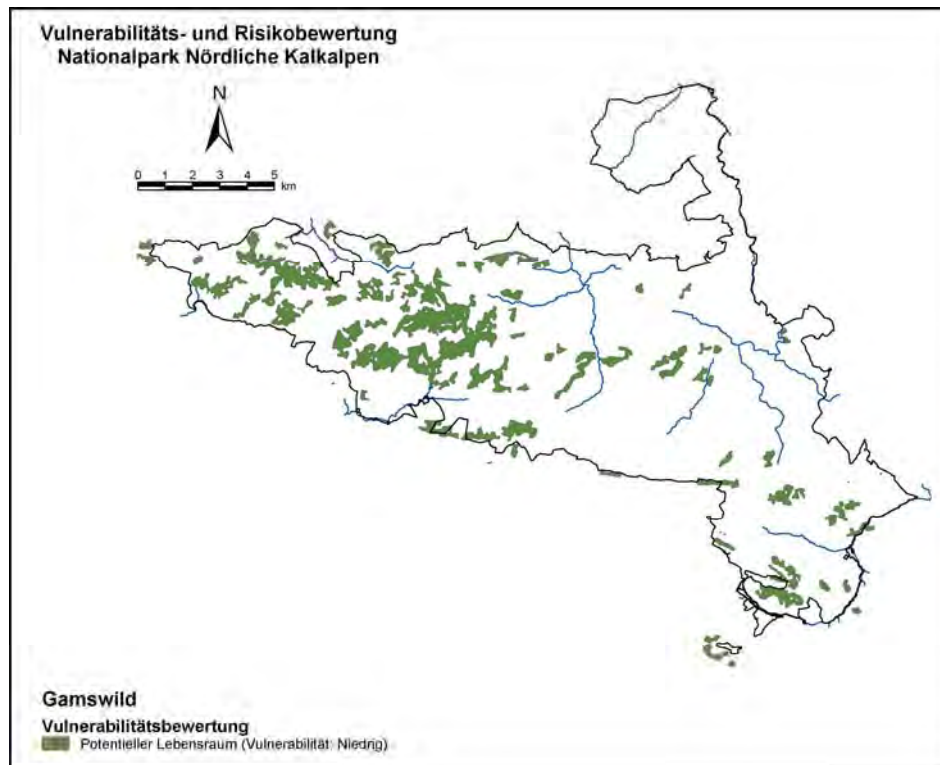 Vulnerabilitäts- und Risikobewertung
Nationalpark Nördliche Kalkalpen
N
0 1 2 3 4 5
km
Gamswild
Vulnerabilitätsbewertung
Potentieller Lebensraum (Vulnerabilität: Niedrig)